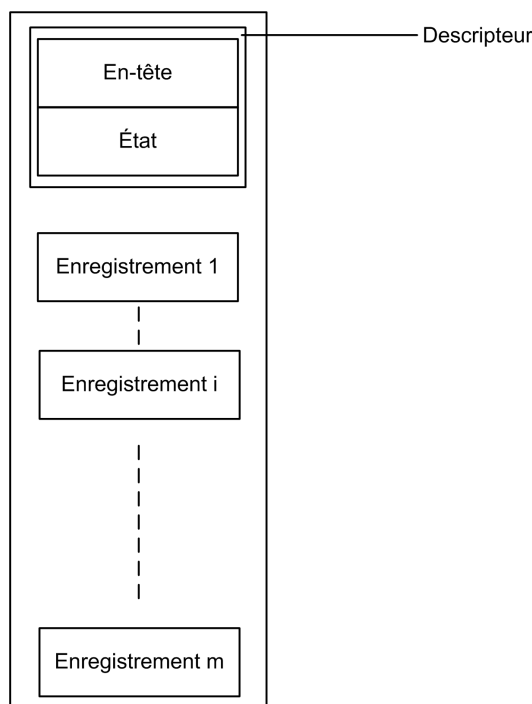 Descripteur
En-tête
État
Enregistrement 1
Enregistrement i
Enregistrement m